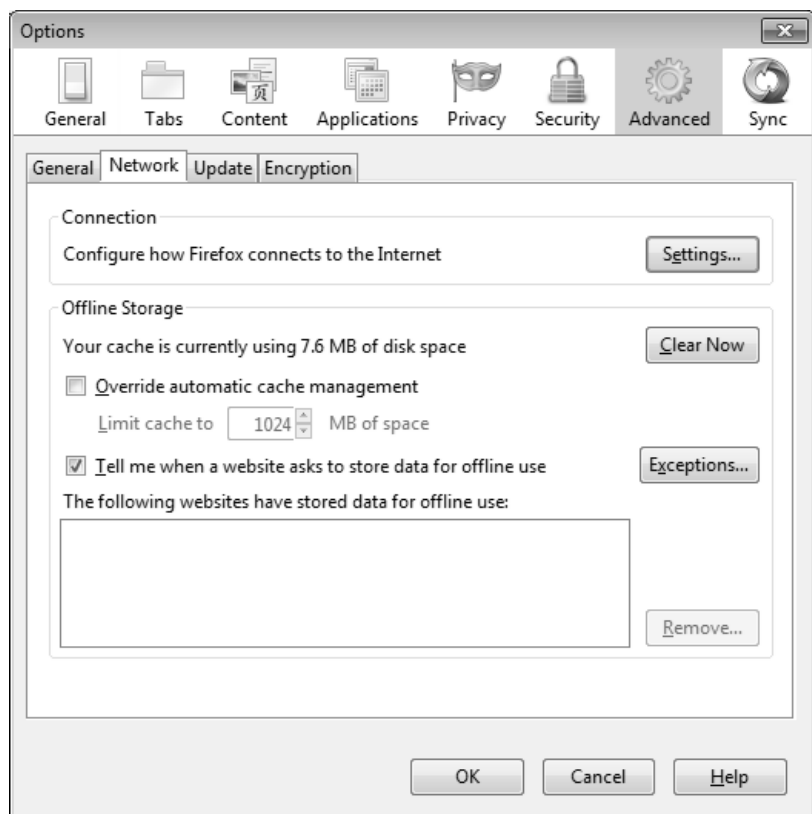 Options
General Tabs Content Applications Privacy Security Advanced Sync
页
General Network Update Encryption
Connection
Configure how Firefox connects to the Internet Settings...
Offline Storage
Your cache is currently using 7.6 MB of disk space Clear Now
Override automatic cache management
Limit cache to 1024 MB of space
Tell me when a website asks to store data for offline use Exceptions...
The following websites have stored data for offline use:
Remove...
OK Cancel Help